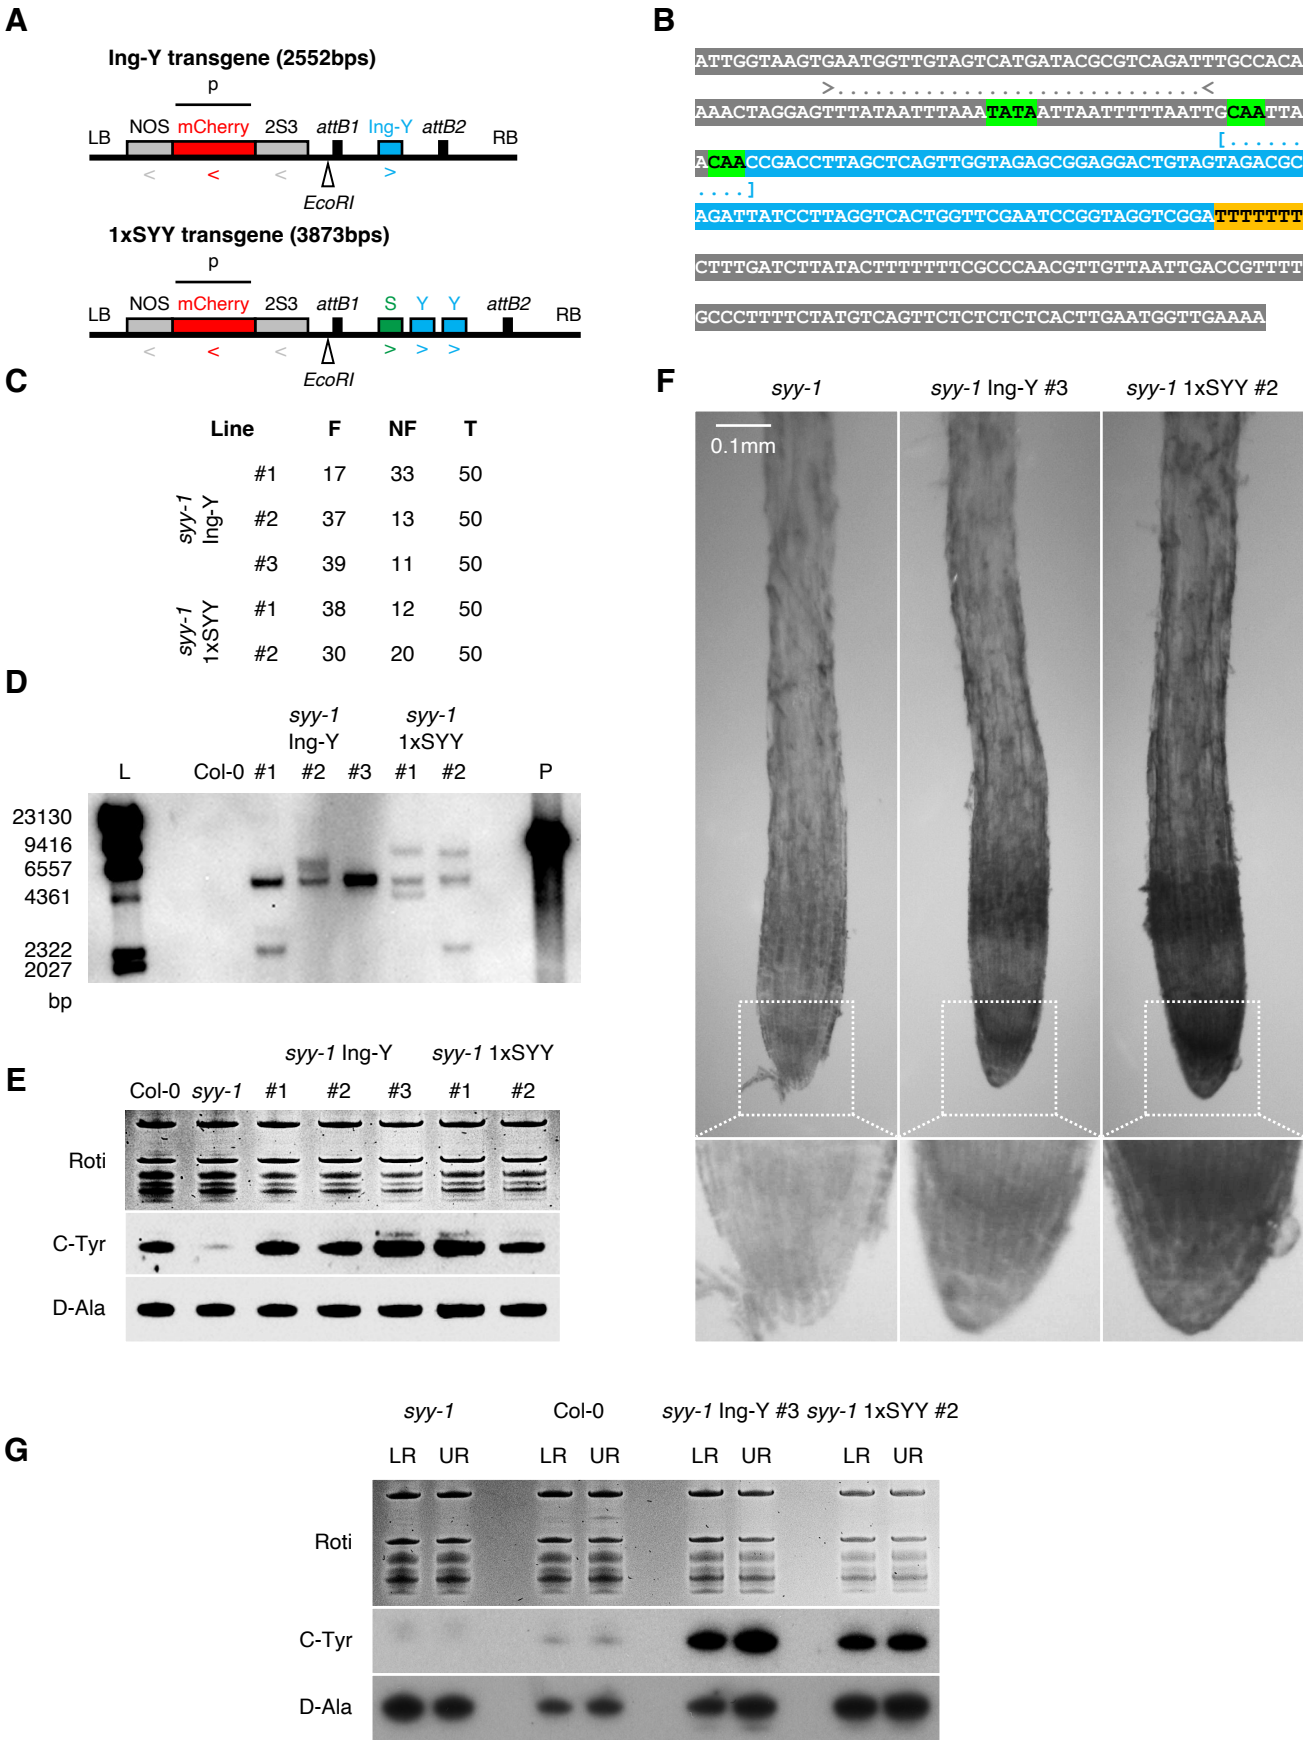 A
Ing-Y transgene (2552bps)
p
LB NOS mCherry 2S3 attB1 Ing-Y attB2 RB
< < < >
EcoRI
1xSYY transgene (3873bps)
p
LB NOS mCherry 2S3 attB1 S Y Y attB2 RB
< < < > > >
EcoRI
B
ATTGGTAAGTGAATGGTTGTAGTCATGATACGCGTCAGATTTGCCACA
>.............................<
AAACTAGGAGTTTATAATTTAAATATAATTAATTTTTAATTGCAATTA
[......
ACAACCGACCTTAGCTCAGTTGGTAGAGCGGAGGACTGTAGTAGACGC
....]
AGATTATCCTTAGGTCACTGGTTCGAATCCGGTAGGTCGGATTTTTTT
CTTTGATCTTATACTTTTTTTCGCCCAACGTTGTTAATTGACCGTTTT
GCCCTTTTCTATGTCAGTTCTCTCTCTCACTTGAATGGTTGAAAA
C
Line F NF T
syy-1 Ing-Y
#1 17 33 50
#2 37 13 50
#3 39 11 50
syy-1 1xSYY
#1 38 12 50
#2 30 20 50
D
syy-1 syy-1
Ing-Y 1xSYY
L Col-0 #1 #2 #3 #1 #2 P
23130
9416
6557
4361
2322
2027
bp
E
syy-1 Ing-Y syy-1 1xSYY
Col-0 syy-1 #1 #2 #3 #1 #2
Roti
C-Tyr
D-Ala
F
syy-1 syy-1 Ing-Y #3 syy-1 1xSYY #2
0.1mm
G
syy-1 Col-0 syy-1 Ing-Y #3 syy-1 1xSYY #2
LR UR LR UR LR UR LR UR
Roti
C-Tyr
D-Ala